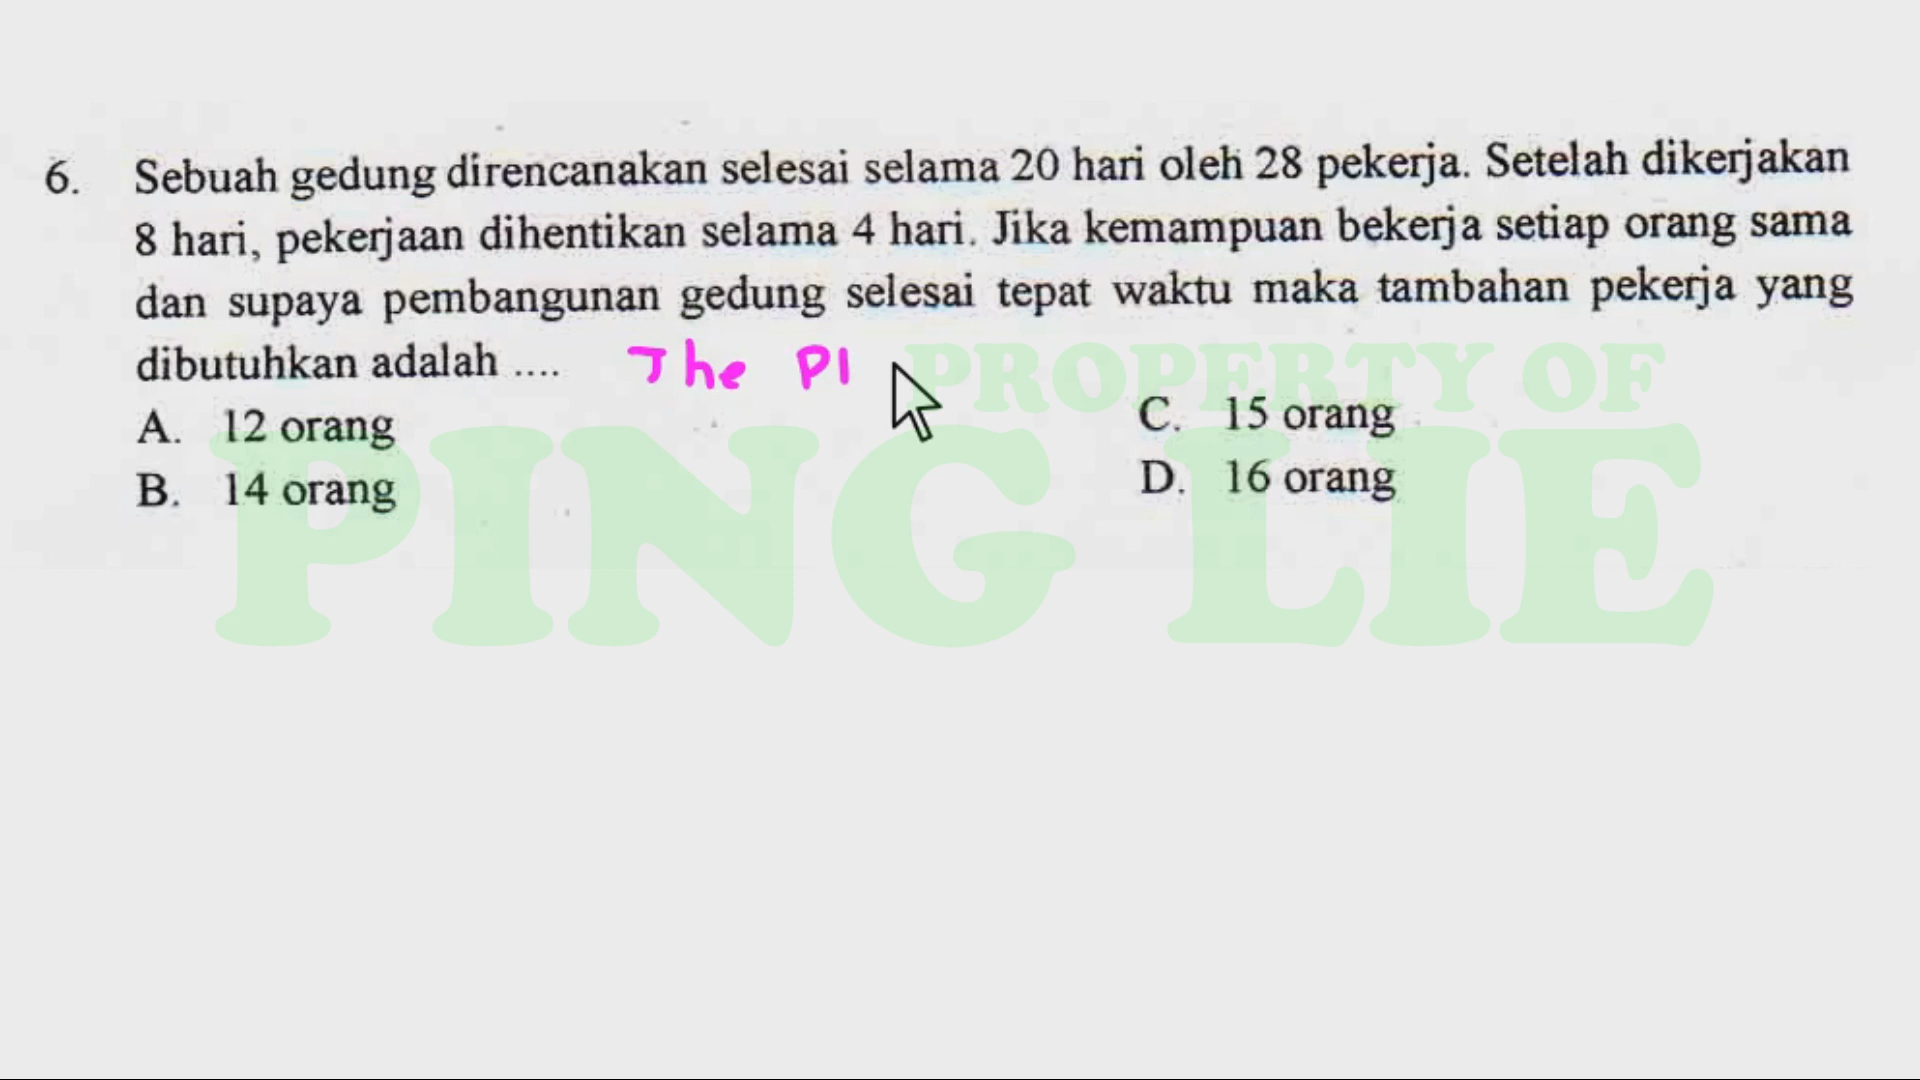 6. Sebuah gedung direncanakan selesai selama 20 hari oleh 28 pekerja. Setelah dikerjakan
8 hari, pekerjaan dihentikan selama 4 hari. Jika kemampuan bekerja setiap orang sama
dan supaya pembangunan gedung selesai tepat waktu maka tambahan pekerja yang
dibutuhkan adalah .... The Pl
PROPERTY OF
PING LIE
A. 12 orang
B. 14 orang
C. 15 orang
D. 16 orang